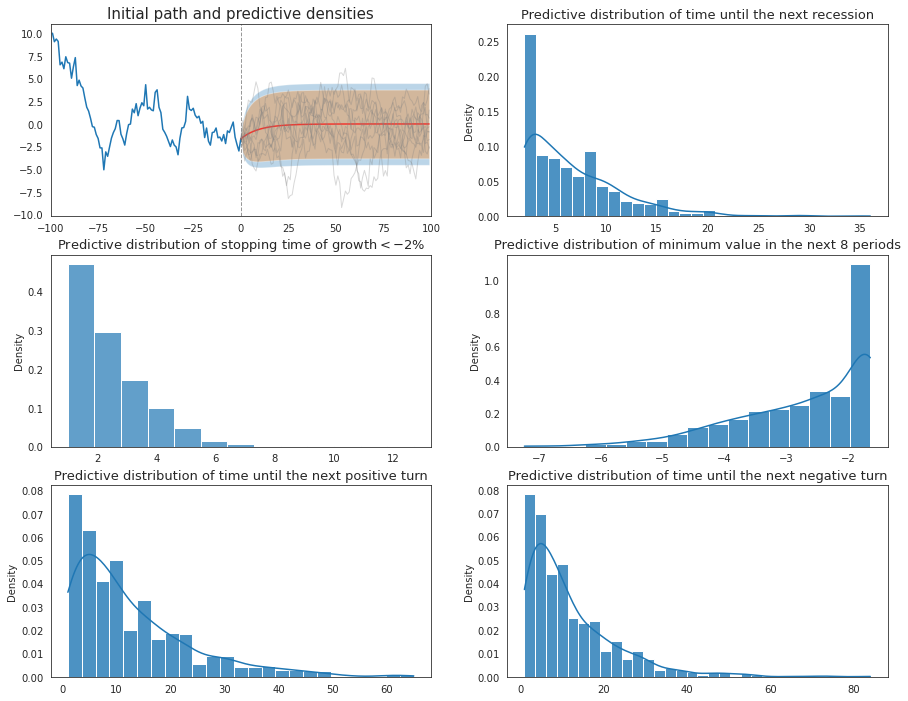 Initial path and predictive densities
10.0
7.5
5.0
2.5
0.0
−2.5
−5.0
−7.5
−10.0
−100 −75 −50 −25 0 25 50 75 100
Predictive distribution of time until the next recession
Density
0.25
0.20
0.15
0.10
0.05
0.00
5 10 15 20 25 30 35
Predictive distribution of stopping time of growth < −2%
Density
0.4
0.3
0.2
0.1
0.0
2 4 6 8 10 12
Predictive distribution of minimum value in the next 8 periods
Density
1.0
0.8
0.6
0.4
0.2
0.0
−7 −6 −5 −4 −3 −2
Predictive distribution of time until the next positive turn
Density
0.08
0.07
0.06
0.05
0.04
0.03
0.02
0.01
0.00
0 10 20 30 40 50 60
Predictive distribution of time until the next negative turn
Density
0.08
0.07
0.06
0.05
0.04
0.03
0.02
0.01
0.00
0 20 40 60 80